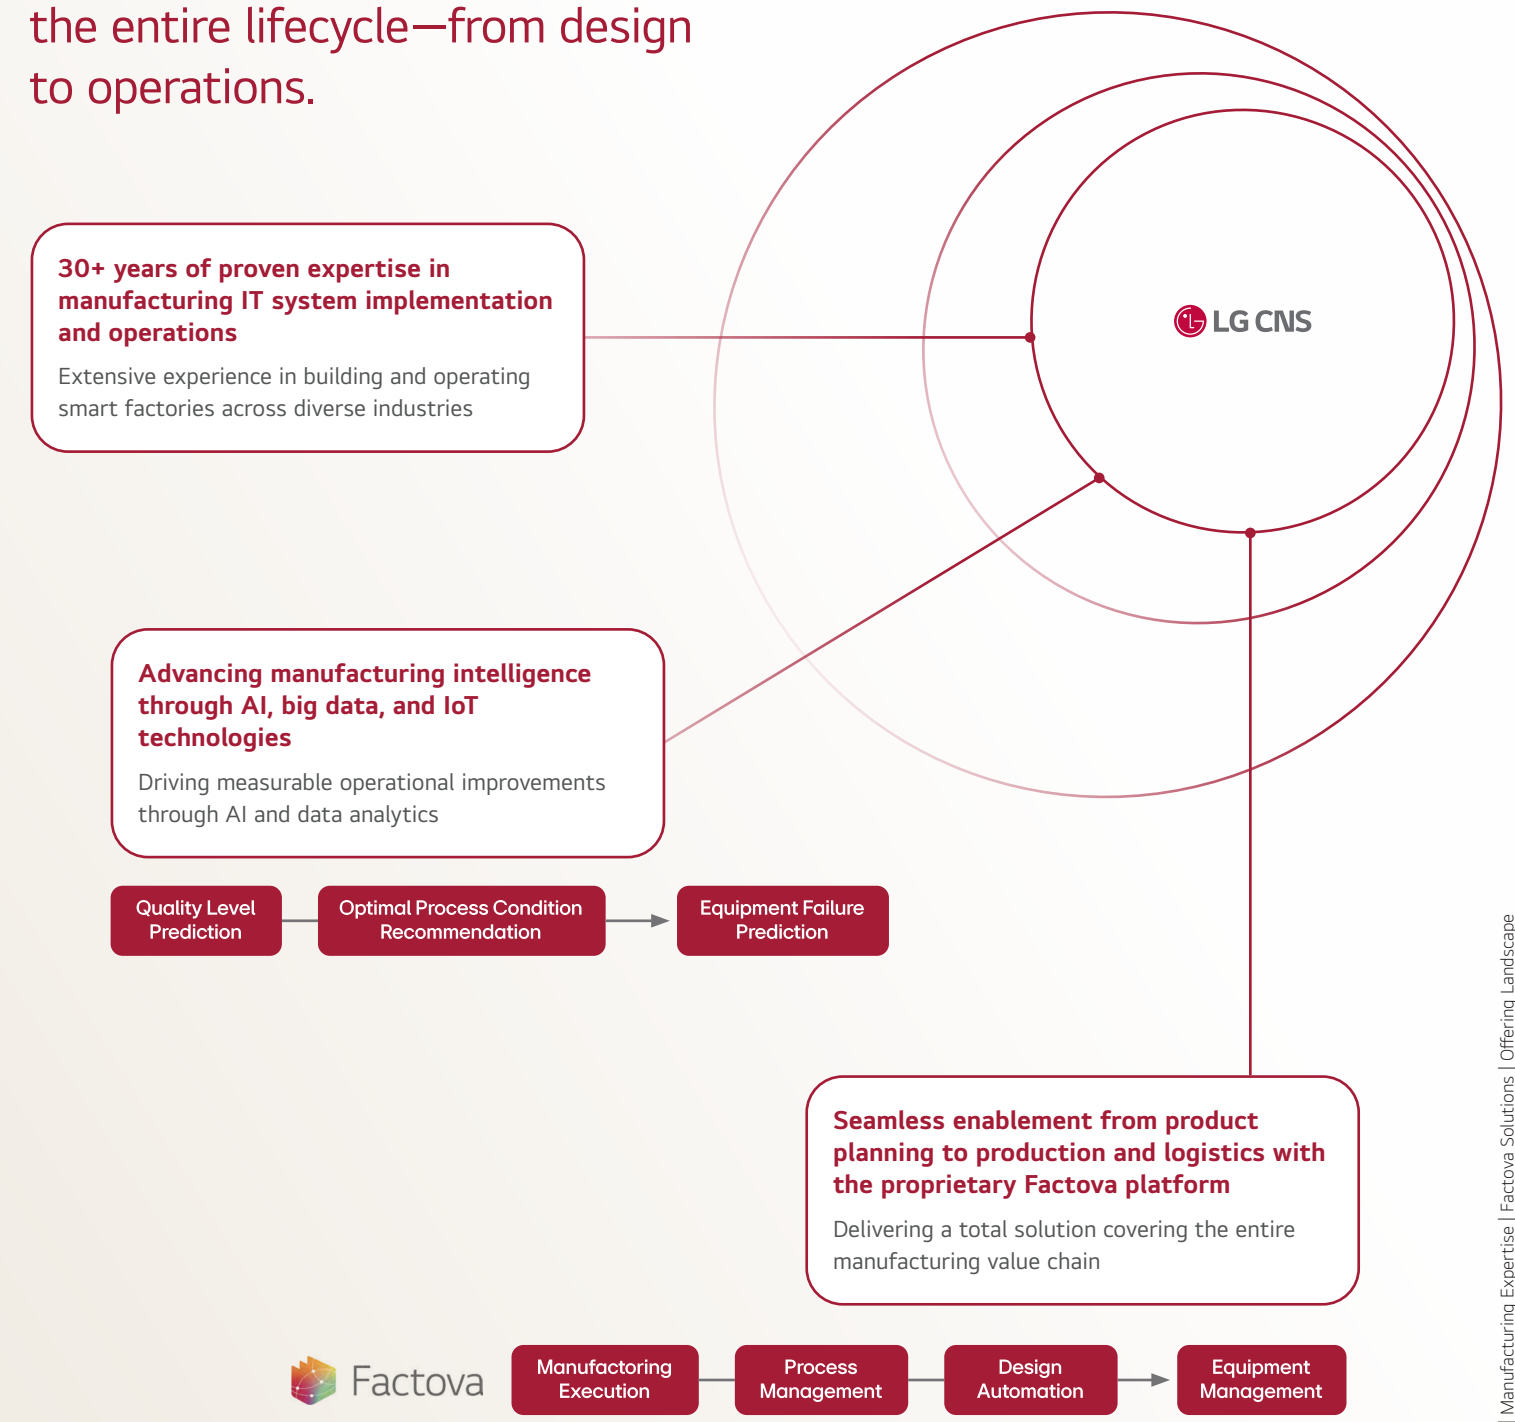 the entire lifecycle—from design
to operations.
30+ years of proven expertise in
manufacturing IT system implementation
and operations
Extensive experience in building and operating
smart factories across diverse industries
LG CNS
Advancing manufacturing intelligence
through AI, big data, and IoT
technologies
Driving measurable operational improvements
through AI and data analytics
Quality Level
Prediction
Optimal Process Condition
Recommendation
Equipment Failure
Prediction
Seamless enablement from product
planning to production and logistics with
the proprietary Factova platform
Delivering a total solution covering the entire
manufacturing value chain
Factova
Manufactoring
Execution
Process
Management
Design
Automation
Equipment
Management
| Manufacturing Expertise | Factova Solutions | Offering Landscape